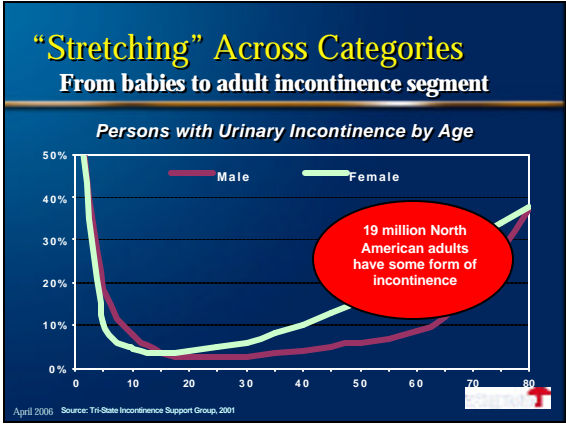 “Stretching” Across Categories
From babies to adult incontinence segment
Persons with Urinary Incontinence by Age
50%
Male
Female
40%
19 million North
American adults
have some form of
incontinence
30%
20%
10%
0%
0
10
20
30
40
50
60
70
80
April 2006
Source: Tri-State Incontinence Support Group, 2001